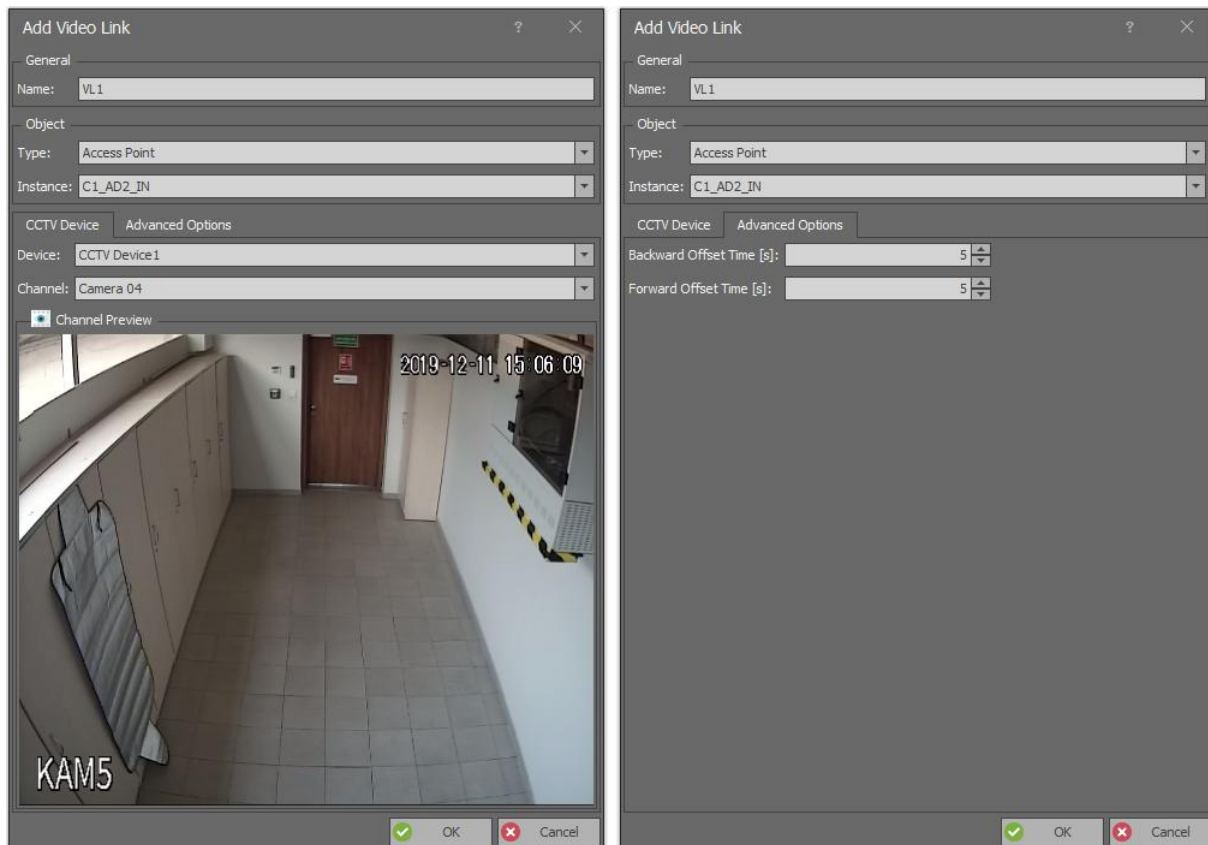 Add Video Link ? ×
General
Name: VL1
Object
Type: Access Point
Instance: C1_AD2_IN
CCTV Device Advanced Options
Device: CCTV Device1
Channel: Camera 04
Channel Preview
2019-12-11 15:06:09
KAM5
OK Cancel
Add Video Link ? ×
General
Name: VL1
Object
Type: Access Point
Instance: C1_AD2_IN
CCTV Device Advanced Options
Backward Offset Time [s]: 5
Forward Offset Time [s]: 5
OK Cancel